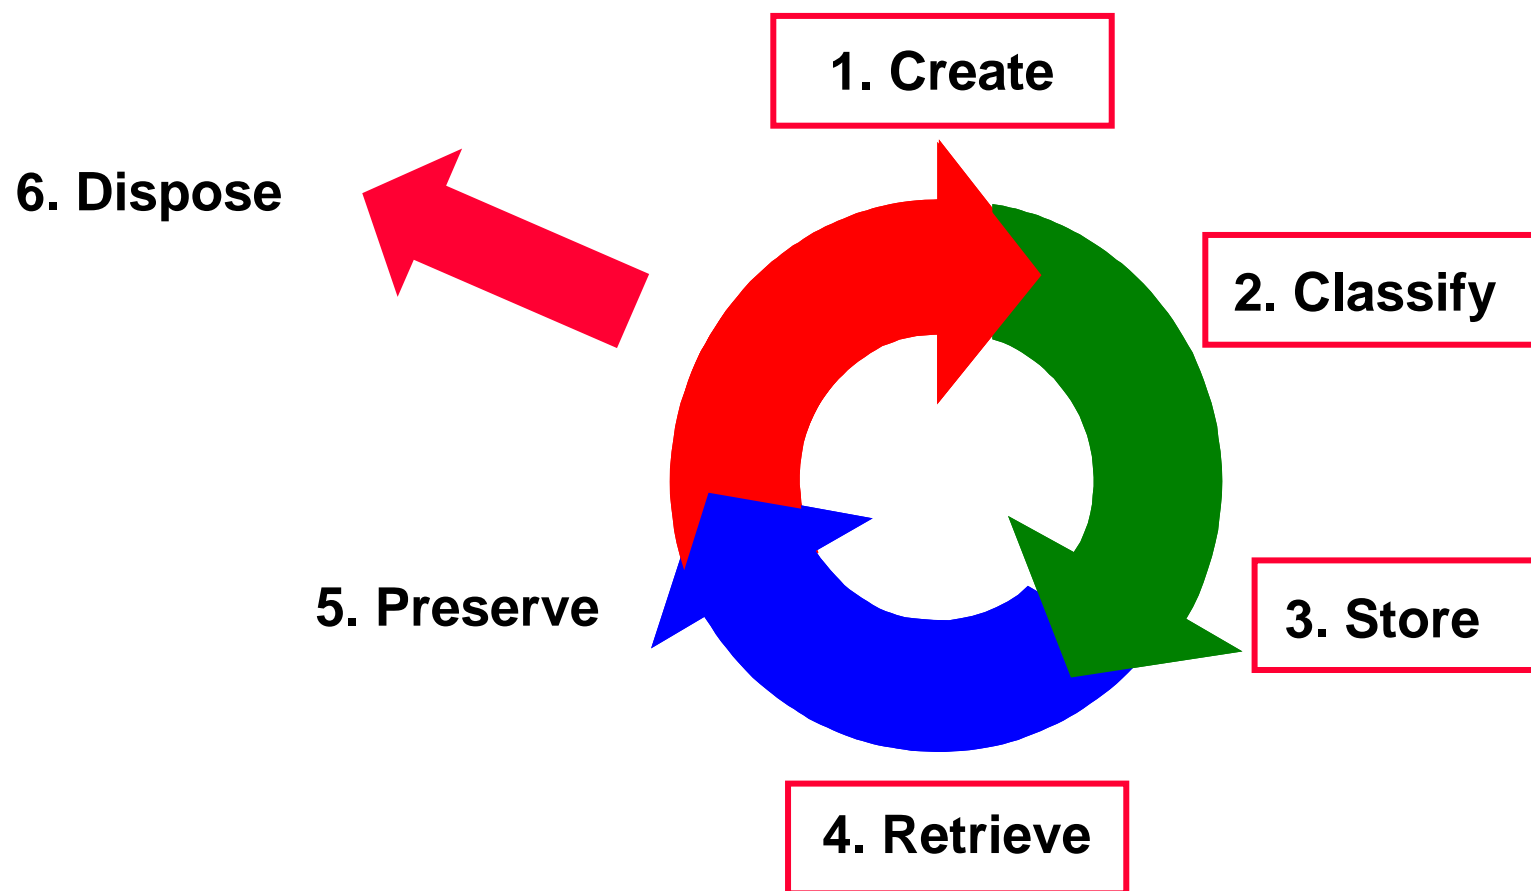 1. Create
2. Classify
3. Store
4. Retrieve
5. Preserve
6. Dispose